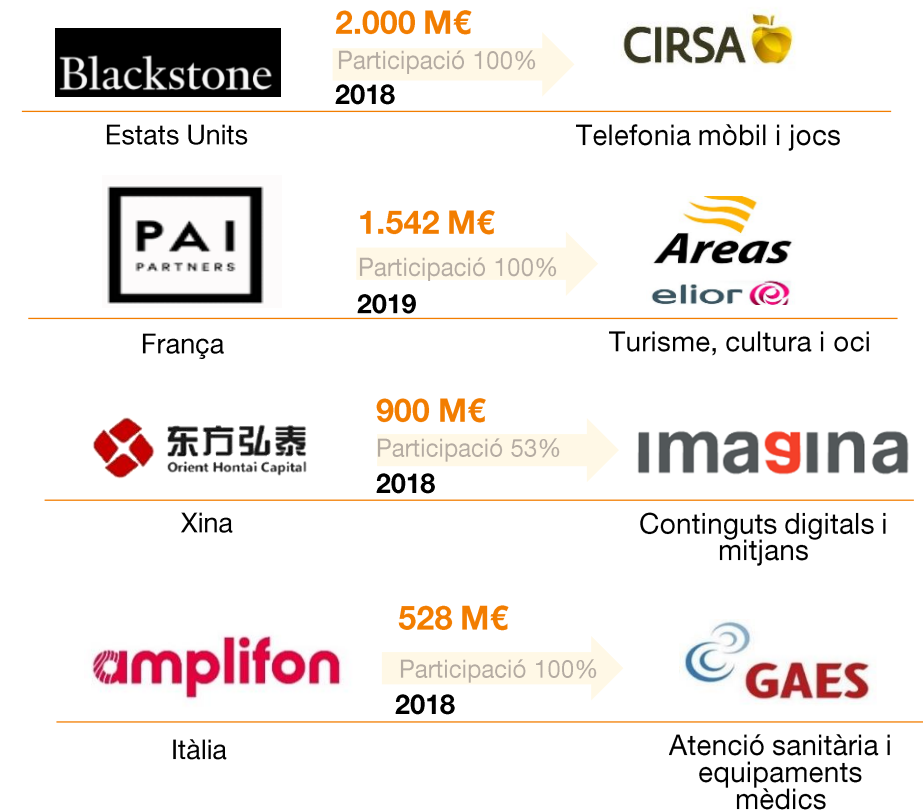 2.000 M€
Blackstone
Participació 100%
CIRSA
2018
Estats Units
Telefonia mòbil i jocs
PAI
PARTNERS
1.542 M€
Participació 100%
2019
Areas
elior
França
Turisme, cultura i oci
东方弘泰
Orient Hontai Capital
900 M€
Participació 53%
2018
imagina
Xina
Continguts digitals i
mitjans
amplifon
528 M€
Participació 100%
2018
GAES
Itàlia
Atenció sanitària i
equipaments
mèdics